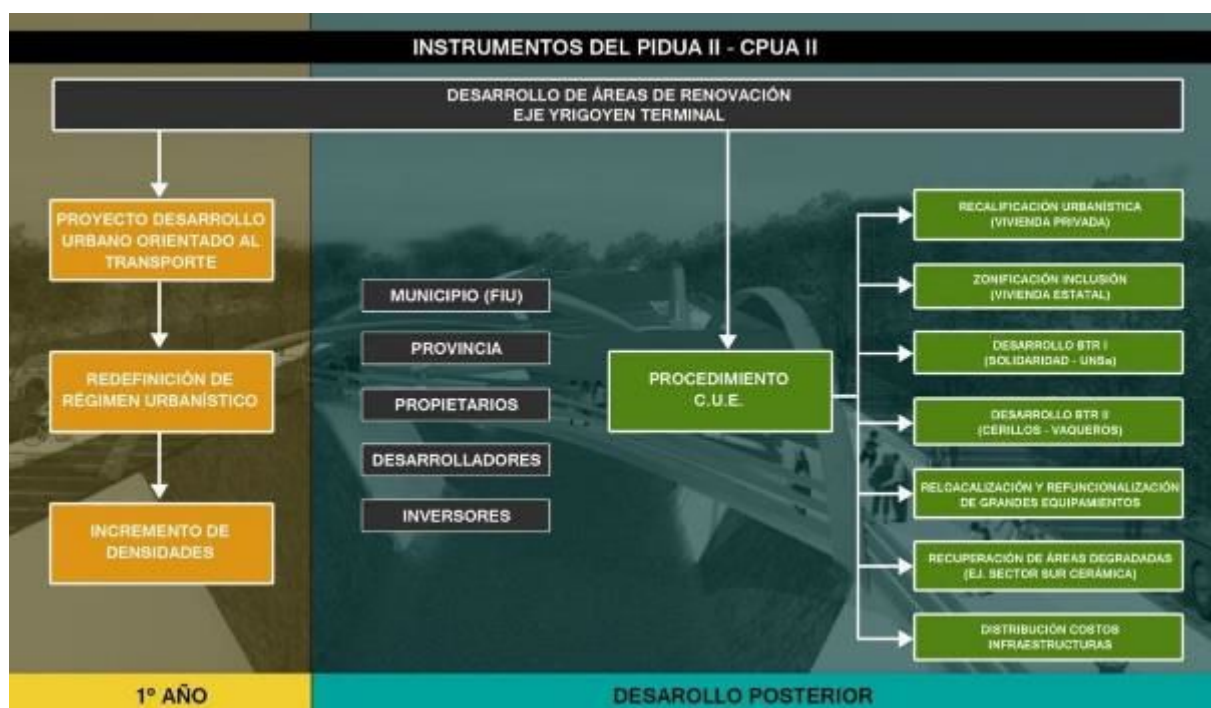 INSTRUMENTOS DEL PIDUA II - CPUA II
DESARROLLO DE ÁREAS DE RENOVACIÓN
EJE YRIGOYEN TERMINAL
PROYECTO DESARROLLO
URBANO ORIENTADO AL
TRANSPORTE
REDEFINICIÓN DE
RÉGIMEN URBANÍSTICO
INCREMENTO DE
DENSIDADES
MUNICIPIO (FIU)
PROVINCIA
PROPIETARIOS
DESARROLLADORES
INVERSORES
PROCEDIMIENTO
C.U.E.
RECALIFICACIÓN URBANÍSTICA
(VIVIENDA PRIVADA)
ZONIFICACIÓN INCLUSIÓN
(VIVIENDA ESTATAL)
DESARROLLO BTR I
(SOLIDARIDAD - UNSa)
DESARROLLO BTR II
(CERILLOS - VAQUEROS)
RELOACALIZACIÓN Y REFUNCIONALIZACIÓN
DE GRANDES EQUIPAMIENTOS
RECUPERACIÓN DE ÁREAS DEGRADADAS
(EJ. SECTOR SUR CERÁMICA)
DISTRIBUCIÓN COSTOS
INFRAESTRUCTURAS
1º AÑO
DESAROLLO POSTERIOR